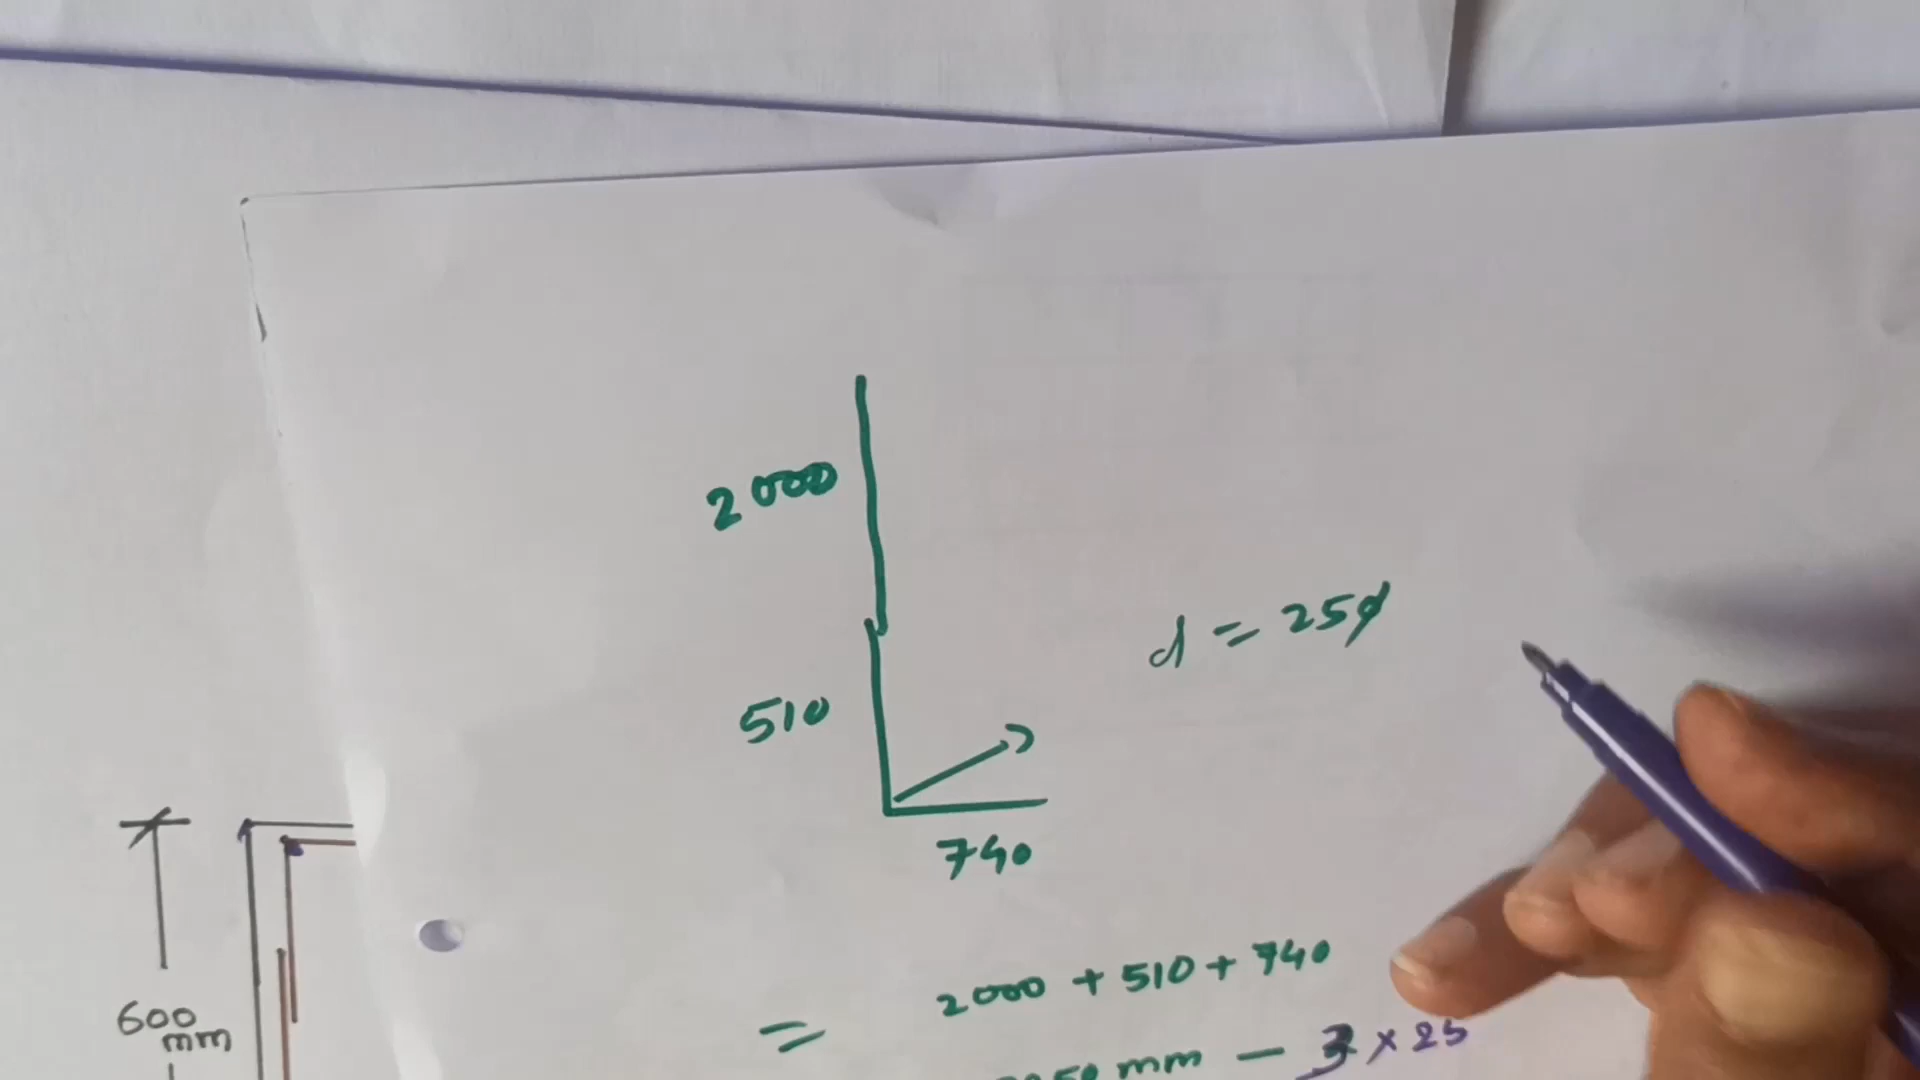 2000
d = 25φ
510
740
= 2000 + 510 + 740
mm - 3 × 25
600
mm